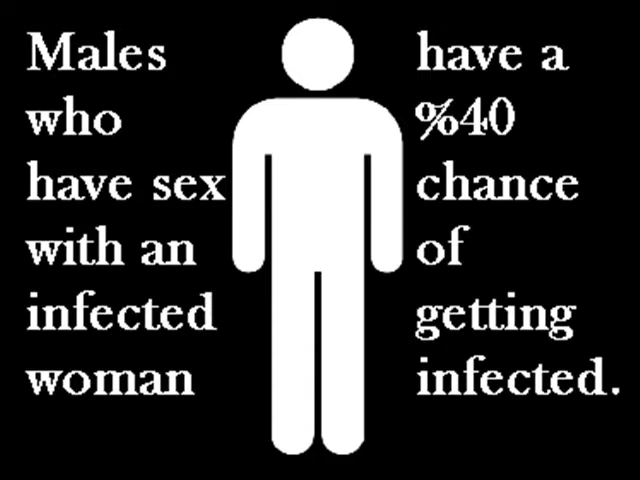 Males
who
have sex
with an
infected
woman
have a
%40
chance
of
getting
infected.